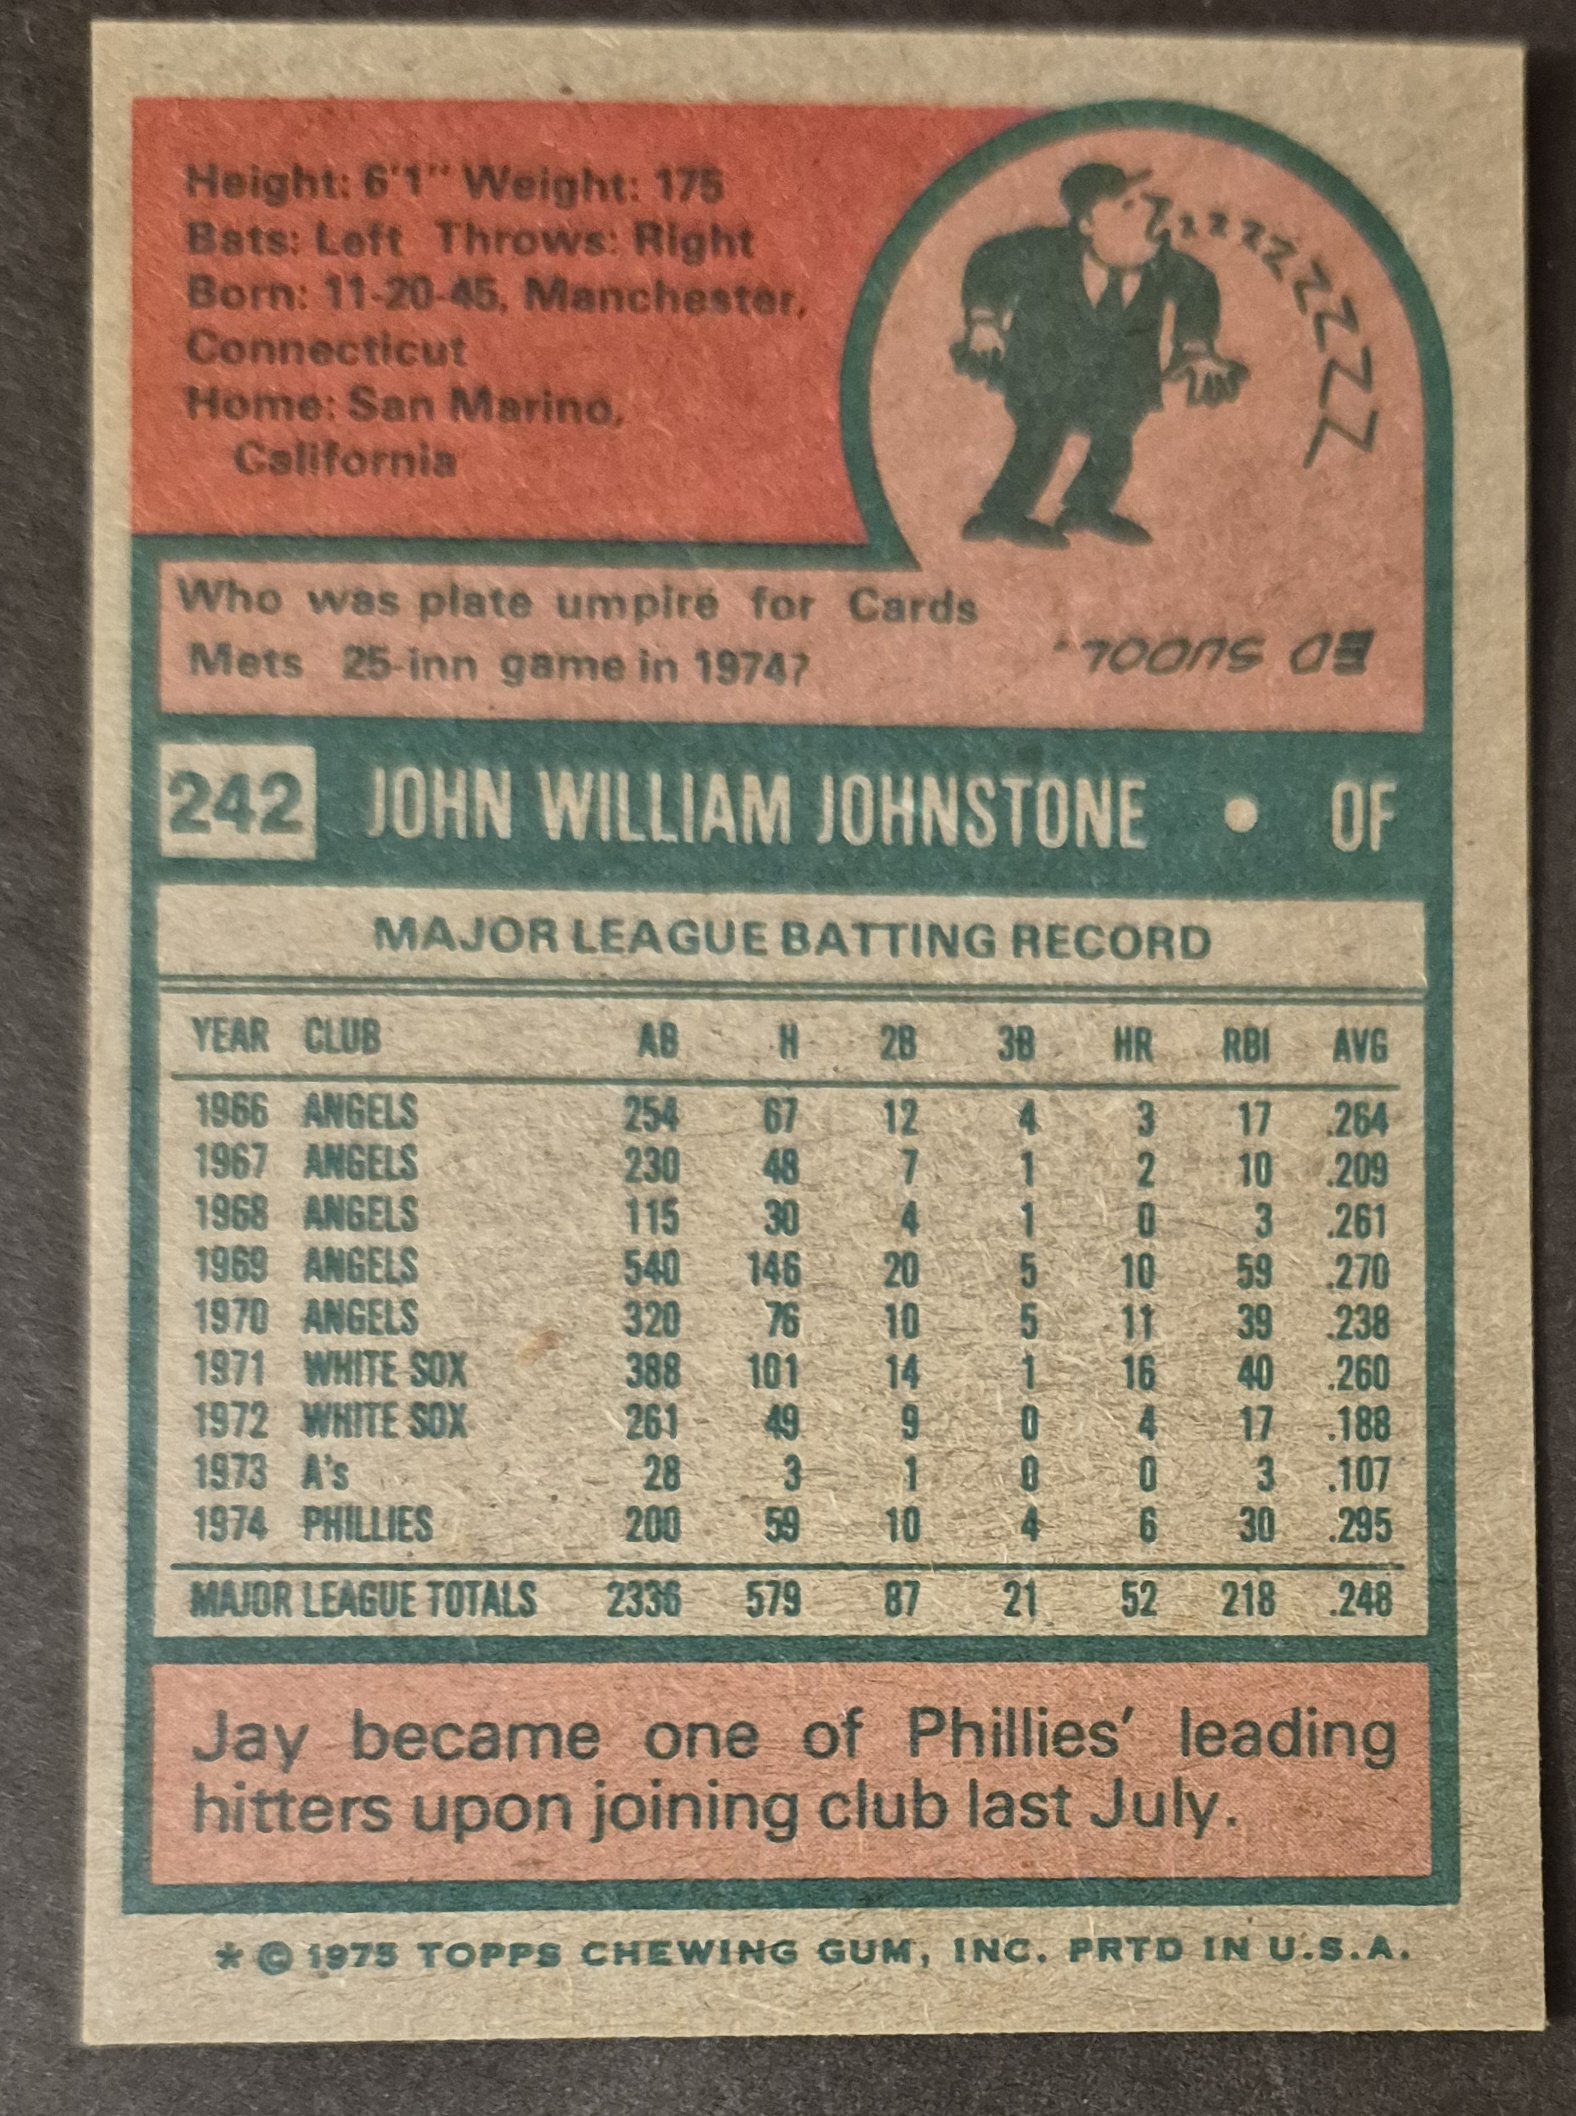 Height: 6'1" Weight: 175
Bats: Left Throws: Right
Born: 11-20-45, Manchester,
Connecticut
Home: San Marino,
California
ZZZZZZZZZZ
Who was plate umpire for Cards
Mets 25-inn game in 1974?
ED SUDOL.
242 JOHN WILLIAM JOHNSTONE • OF
MAJOR LEAGUE BATTING RECORD
YEAR CLUB AB H 2B 3B HR RBI AVG
1966 ANGELS 254 67 12 4 3 17 .264
1967 ANGELS 230 48 7 1 2 10 .209
1968 ANGELS 115 30 4 1 0 3 .261
1969 ANGELS 540 146 20 5 10 59 .270
1970 ANGELS 320 76 10 5 11 39 .238
1971 WHITE SOX 388 101 14 1 16 40 .260
1972 WHITE SOX 261 49 9 0 4 17 .188
1973 A's 28 3 1 0 0 3 .107
1974 PHILLIES 200 59 10 4 6 30 .295
MAJOR LEAGUE TOTALS 2336 579 87 21 52 218 .248
Jay became one of Phillies' leading
hitters upon joining club last July.
* © 1975 TOPPS CHEWING GUM, INC. PRTD IN U.S.A.